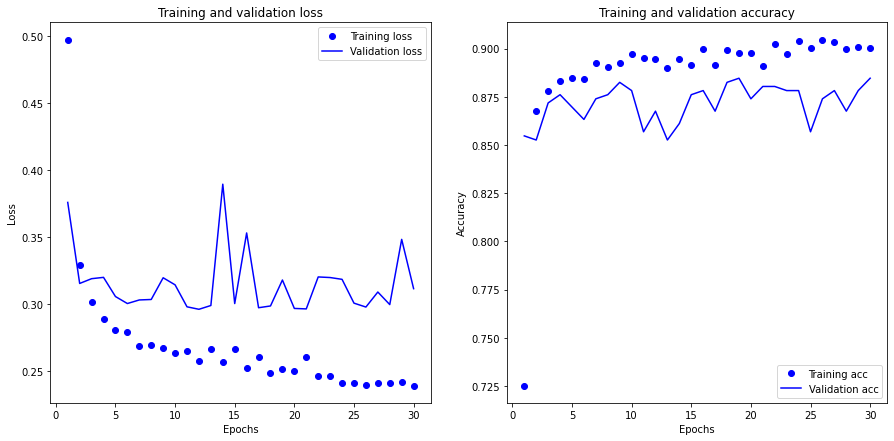 Training and validation loss
0.50
0.45
0.40
0.35
0.30
0.25
Loss
0
5
10
15
20
25
30
Epochs
Training loss
Validation loss
Training and validation accuracy
0.900
0.875
0.850
0.825
0.800
0.775
0.750
0.725
Accuracy
0
5
10
15
20
25
30
Epochs
Training acc
Validation acc